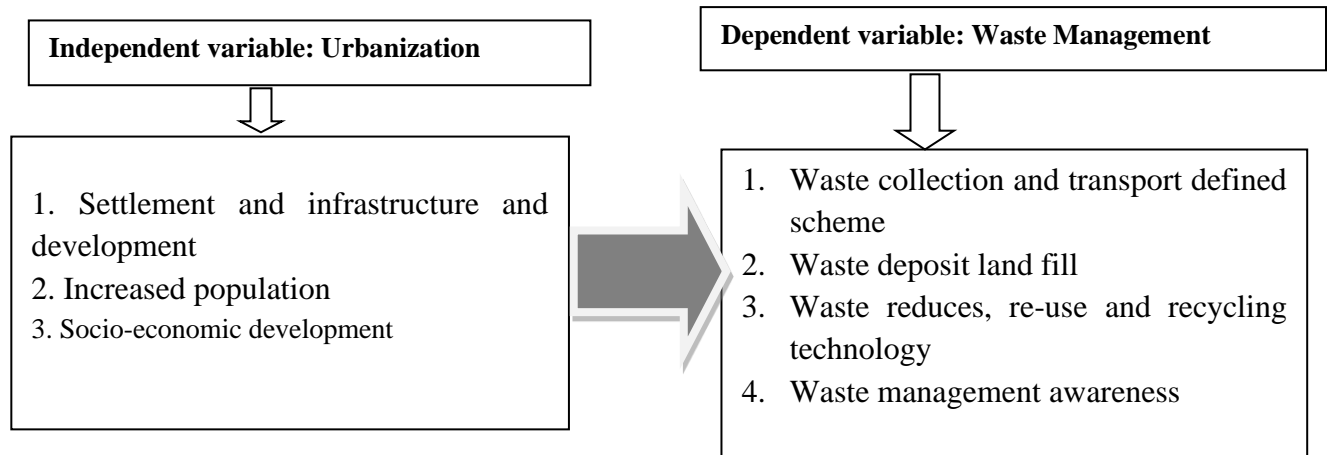 Independent variable: Urbanization
1. Settlement and infrastructure and
development
2. Increased population
3. Socio-economic development
Dependent variable: Waste Management
1. Waste collection and transport defined
scheme
2. Waste deposit land fill
3. Waste reduces, re-use and recycling
technology
4. Waste management awareness